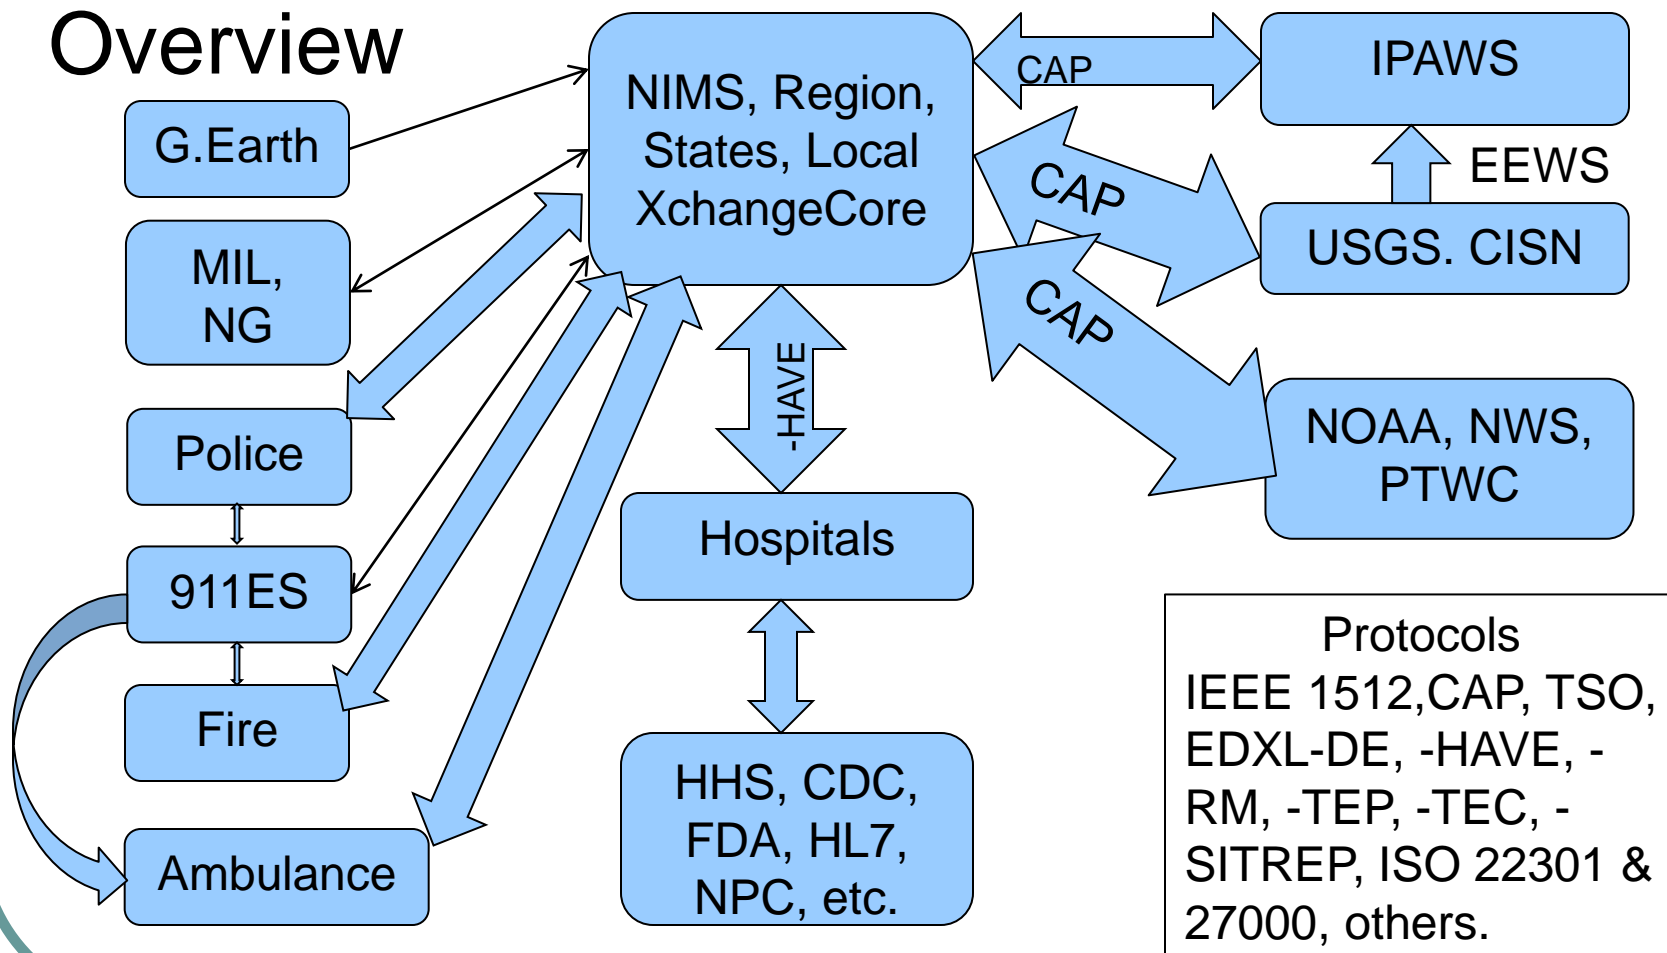 Overview
NIMS, Region,
States, Local
XchangeCore
CAP
IPAWS
G.Earth
EEWS
CAP
USGS. CISN
MIL,
NG
CAP
-HAVE
NOAA, NWS,
PTWC
Police
Hospitals
911ES
Fire
Ambulance
HHS, CDC,
FDA, HL7,
NPC, etc.
Protocols
IEEE 1512,CAP, TSO,
EDXL-DE, -HAVE, -
RM, -TEP, -TEC, -
SITREP, ISO 22301 &
27000, others.